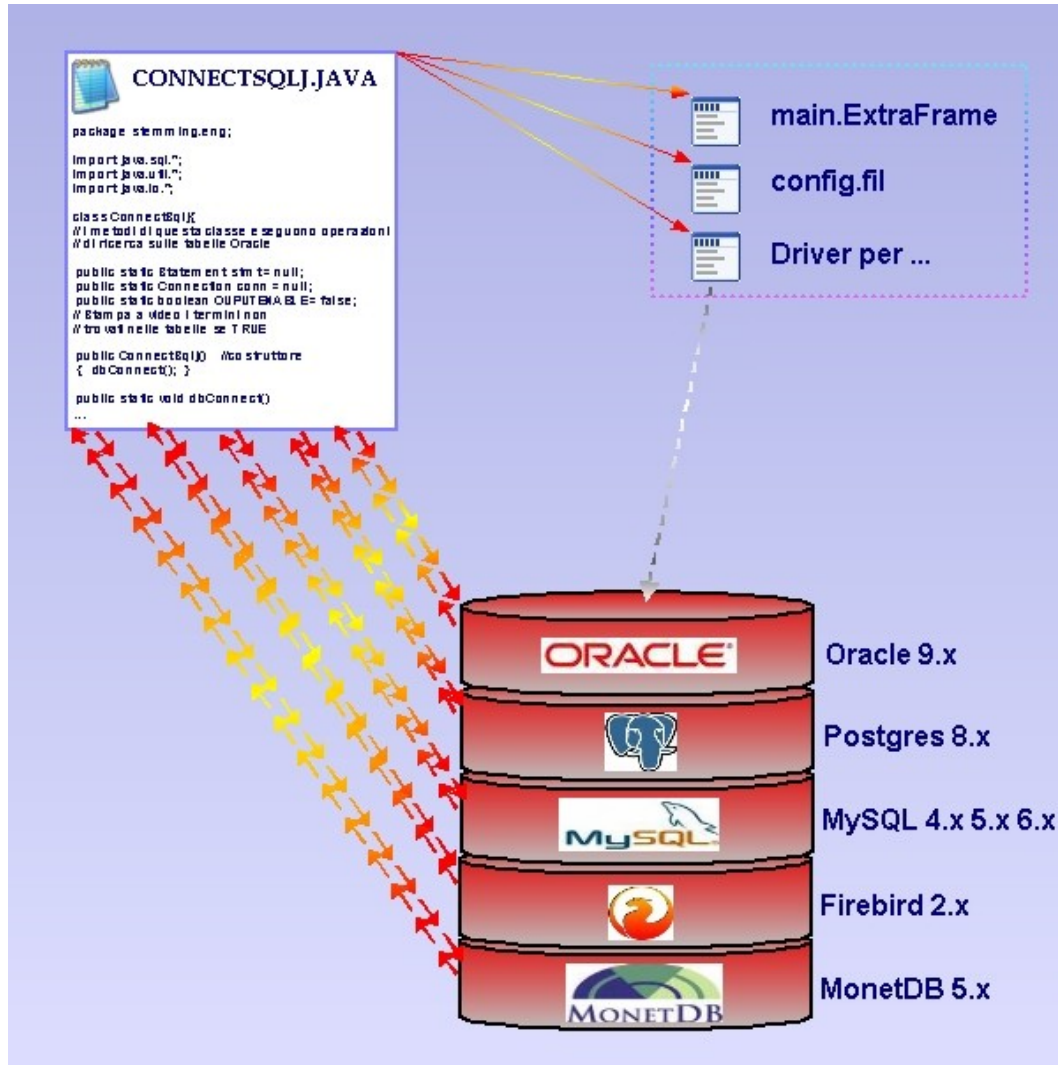 CONNECTSQLJ.JAVA
package stemming.eng;
import java.sql.*;
import java.util.*;
import java.io.*;
class ConnectSqlj{
// I metodi di questa classe eseguono operazioni
// di ricerca sulle tabelle Oracle
public static Statement stmt= null;
public static Connection conn = null;
public static boolean OUPUTENABLE= false;
// Stampa a video i termini non
// trovati nelle tabelle se TRUE
public ConnectSqlj() //costruttore
{ dbConnect(); }
public static void dbConnect()
...
main.ExtraFrame
config.fil
Driver per ...
ORACLE®
Oracle 9.x
Postgres 8.x
MySQL
MySQL 4.x 5.x 6.x
Firebird 2.x
MONETDB
MonetDB 5.x